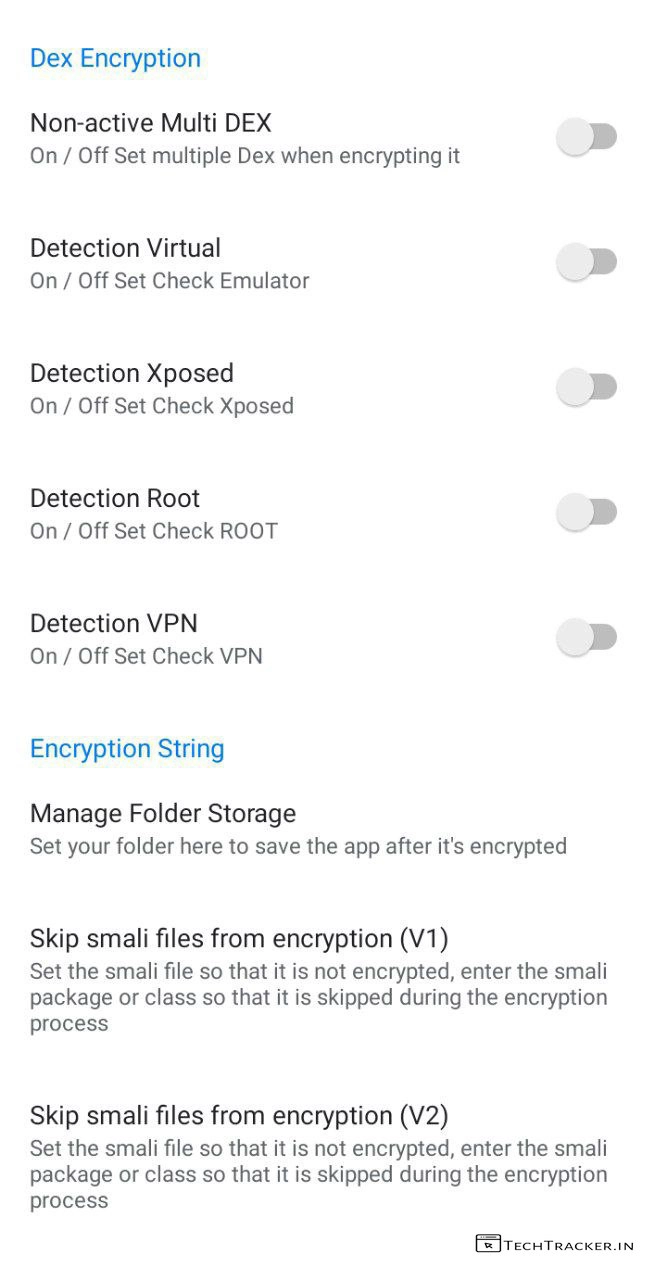 Dex Encryption
Non-active Multi DEX
On / Off Set multiple Dex when encrypting it
Detection Virtual
On / Off Set Check Emulator
Detection Xposed
On / Off Set Check Xposed
Detection Root
On / Off Set Check ROOT
Detection VPN
On / Off Set Check VPN
Encryption String
Manage Folder Storage
Set your folder here to save the app after it's encrypted
Skip smali files from encryption (V1)
Set the smali file so that it is not encrypted, enter the smali
package or class so that it is skipped during the encryption
process
Skip smali files from encryption (V2)
Set the smali file so that it is not encrypted, enter the smali
package or class so that it is skipped during the encryption
process
TECHTRACKER.IN